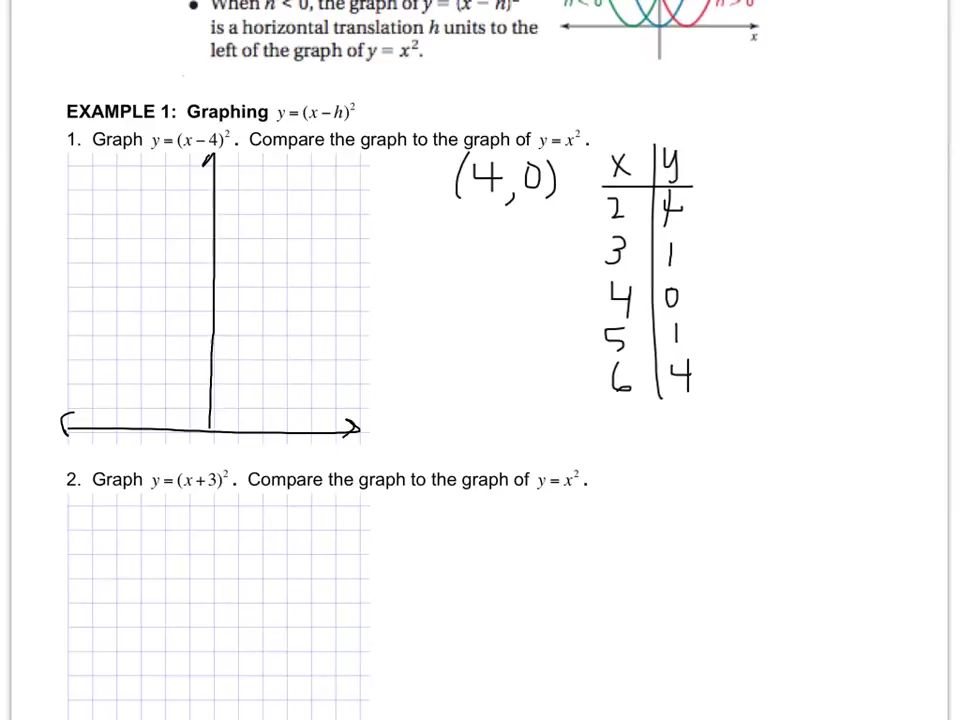 • When h < 0, the graph of y = (x − h)²
is a horizontal translation h units to the
left of the graph of y = x².
h < 0
h > 0
x
EXAMPLE 1: Graphing y = (x − h)²
1. Graph y = (x − 4)². Compare the graph to the graph of y = x².
(4,0)
x y
2 4
3 1
4 0
5 1
6 4
2. Graph y = (x + 3)². Compare the graph to the graph of y = x².